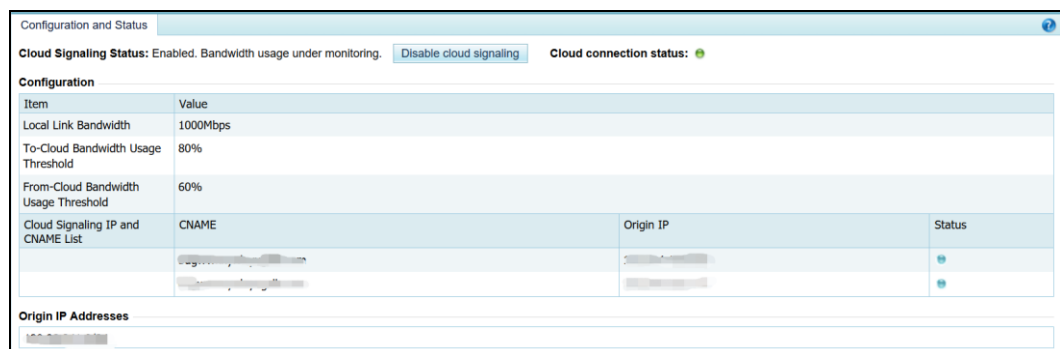 Configuration and Status
Cloud Signaling Status: Enabled. Bandwidth usage under monitoring. Disable cloud signaling Cloud connection status:
Configuration
Item Value
Local Link Bandwidth 1000Mbps
To-Cloud Bandwidth Usage 80%
Threshold
From-Cloud Bandwidth 60%
Usage Threshold
Cloud Signaling IP and CNAME Origin IP Status
CNAME List
Origin IP Addresses